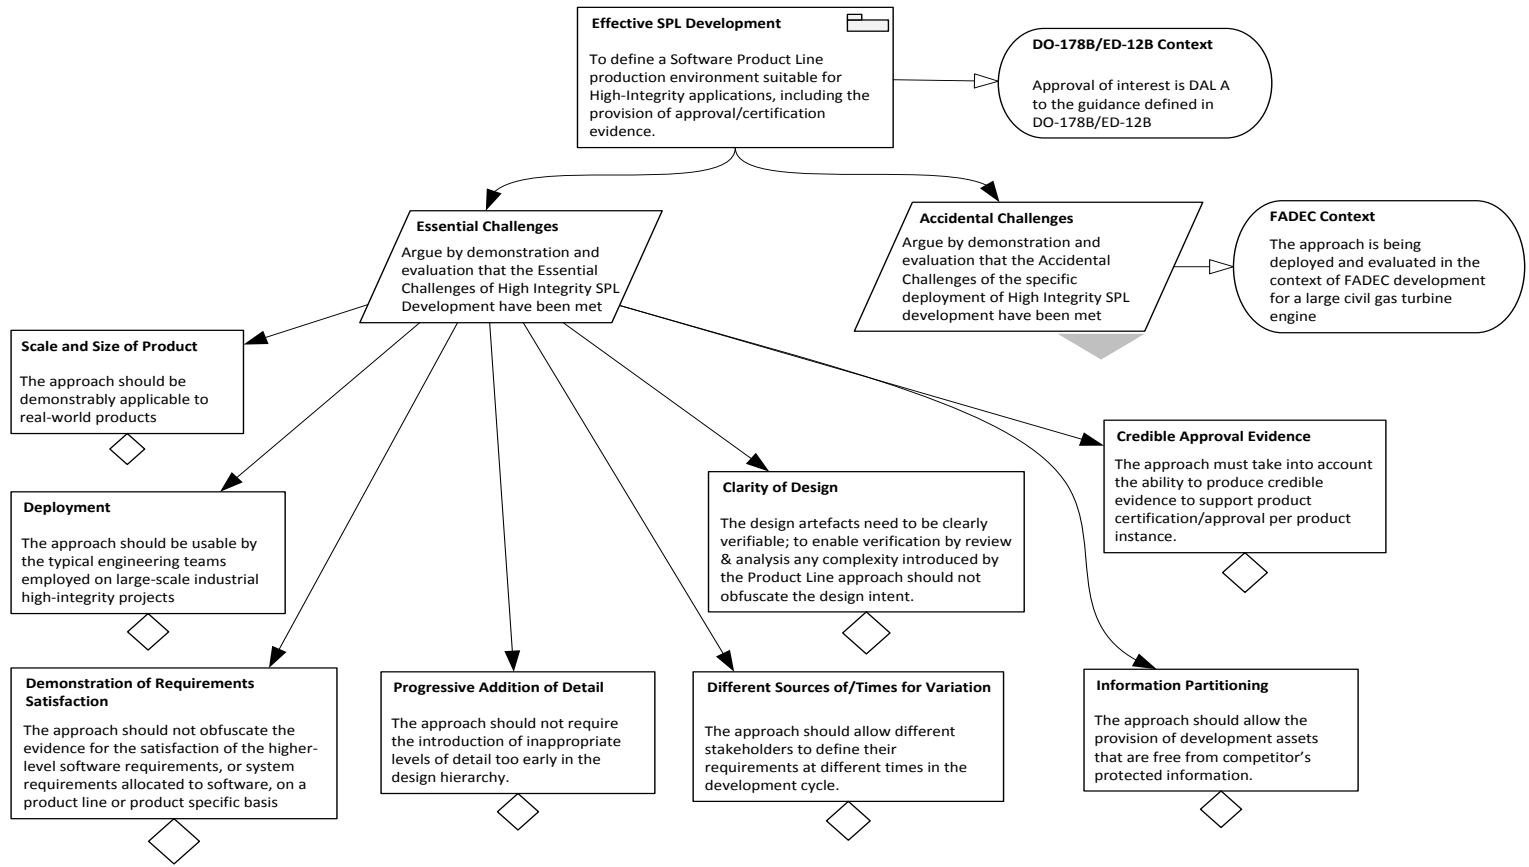 Effective SPL Development
To define a Software Product Line
production environment suitable for
High-Integrity applications, including the
provision of approval/certification
evidence.
DO-178B/ED-12B Context
Approval of interest is DAL A
to the guidance defined in
DO-178B/ED-12B
Essential Challenges
Argue by demonstration and
evaluation that the Essential
Challenges of High Integrity SPL
Development have been met
Accidental Challenges
Argue by demonstration and
evaluation that the Accidental
Challenges of the specific
deployment of High Integrity SPL
development have been met
FADEC Context
The approach is being
deployed and evaluated in the
context of FADEC development
for a large civil gas turbine
engine
Scale and Size of Product
The approach should be
demonstrably applicable to
real-world products
Credible Approval Evidence
The approach must take into account
the ability to produce credible
evidence to support product
certification/approval per product
instance.
Deployment
The approach should be usable by
the typical engineering teams
employed on large-scale industrial
high-integrity projects
Clarity of Design
The design artefacts need to be clearly
verifiable; to enable verification by review
& analysis any complexity introduced by
the Product Line approach should not
obfuscate the design intent.
Demonstration of Requirements
Satisfaction
The approach should not obfuscate the
evidence for the satisfaction of the higher-
level software requirements, or system
requirements allocated to software, on a
product line or product specific basis
Progressive Addition of Detail
The approach should not require
the introduction of inappropriate
levels of detail too early in the
design hierarchy.
Different Sources of/Times for Variation
The approach should allow different
stakeholders to define their
requirements at different times in the
development cycle.
Information Partitioning
The approach should allow the
provision of development assets
that are free from competitor's
protected information.